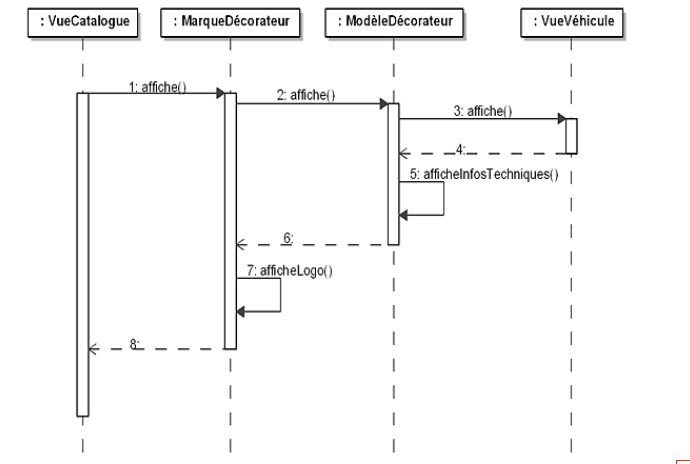 : VueCatalogue
: MarqueDécorateur
: ModèleDécorateur
: VueVéhicule
1: affiche()
2: affiche()
3: affiche()
4:
5: afficheInfosTechniques()
6:
7: afficheLogo()
8: